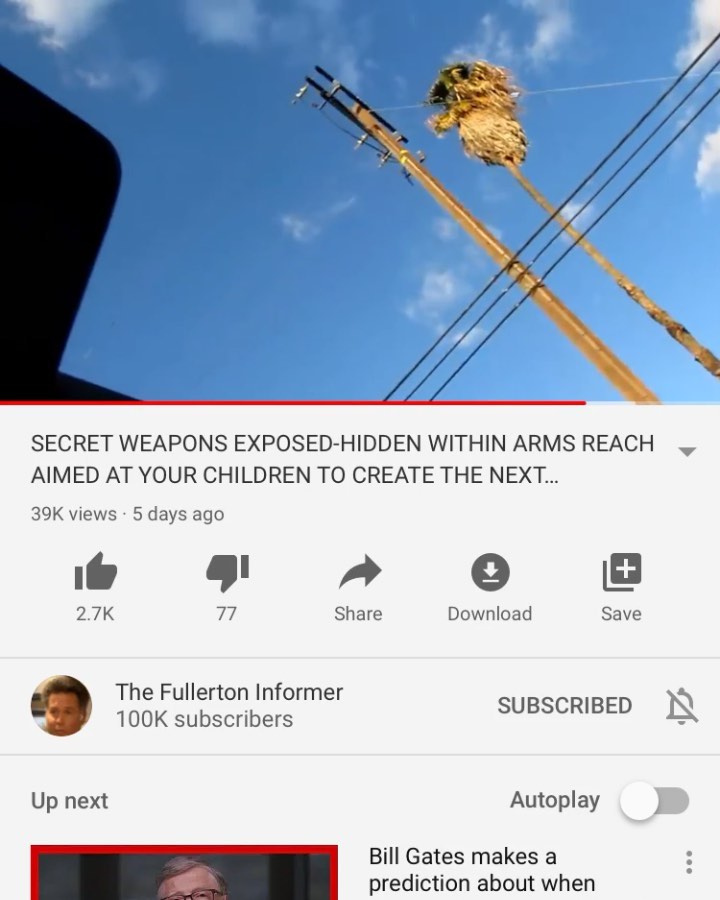 SECRET WEAPONS EXPOSED-HIDDEN WITHIN ARMS REACH
AIMED AT YOUR CHILDREN TO CREATE THE NEXT...
39K views · 5 days ago
2.7K
77
Share
Download
Save
The Fullerton Informer
100K subscribers
SUBSCRIBED
Up next
Autoplay
Bill Gates makes a
prediction about when